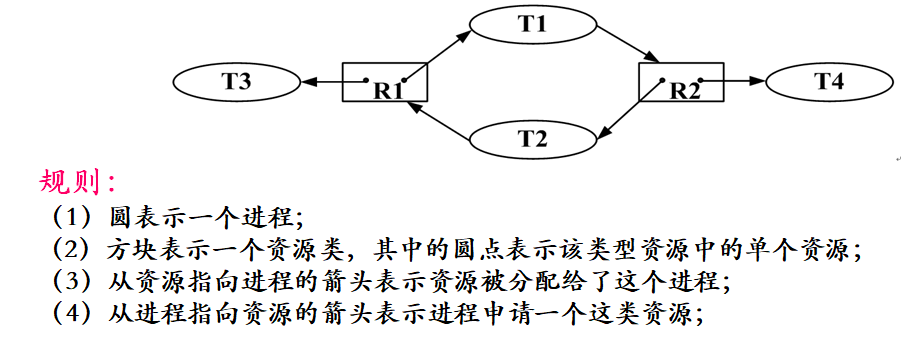 T1
T3
R1
R2
T4
T2
规则：
（1）圆表示一个进程；
（2）方块表示一个资源类，其中的圆点表示该类型资源中的单个资源；
（3）从资源指向进程的箭头表示资源被分配给了这个进程；
（4）从进程指向资源的箭头表示进程申请一个这类资源；